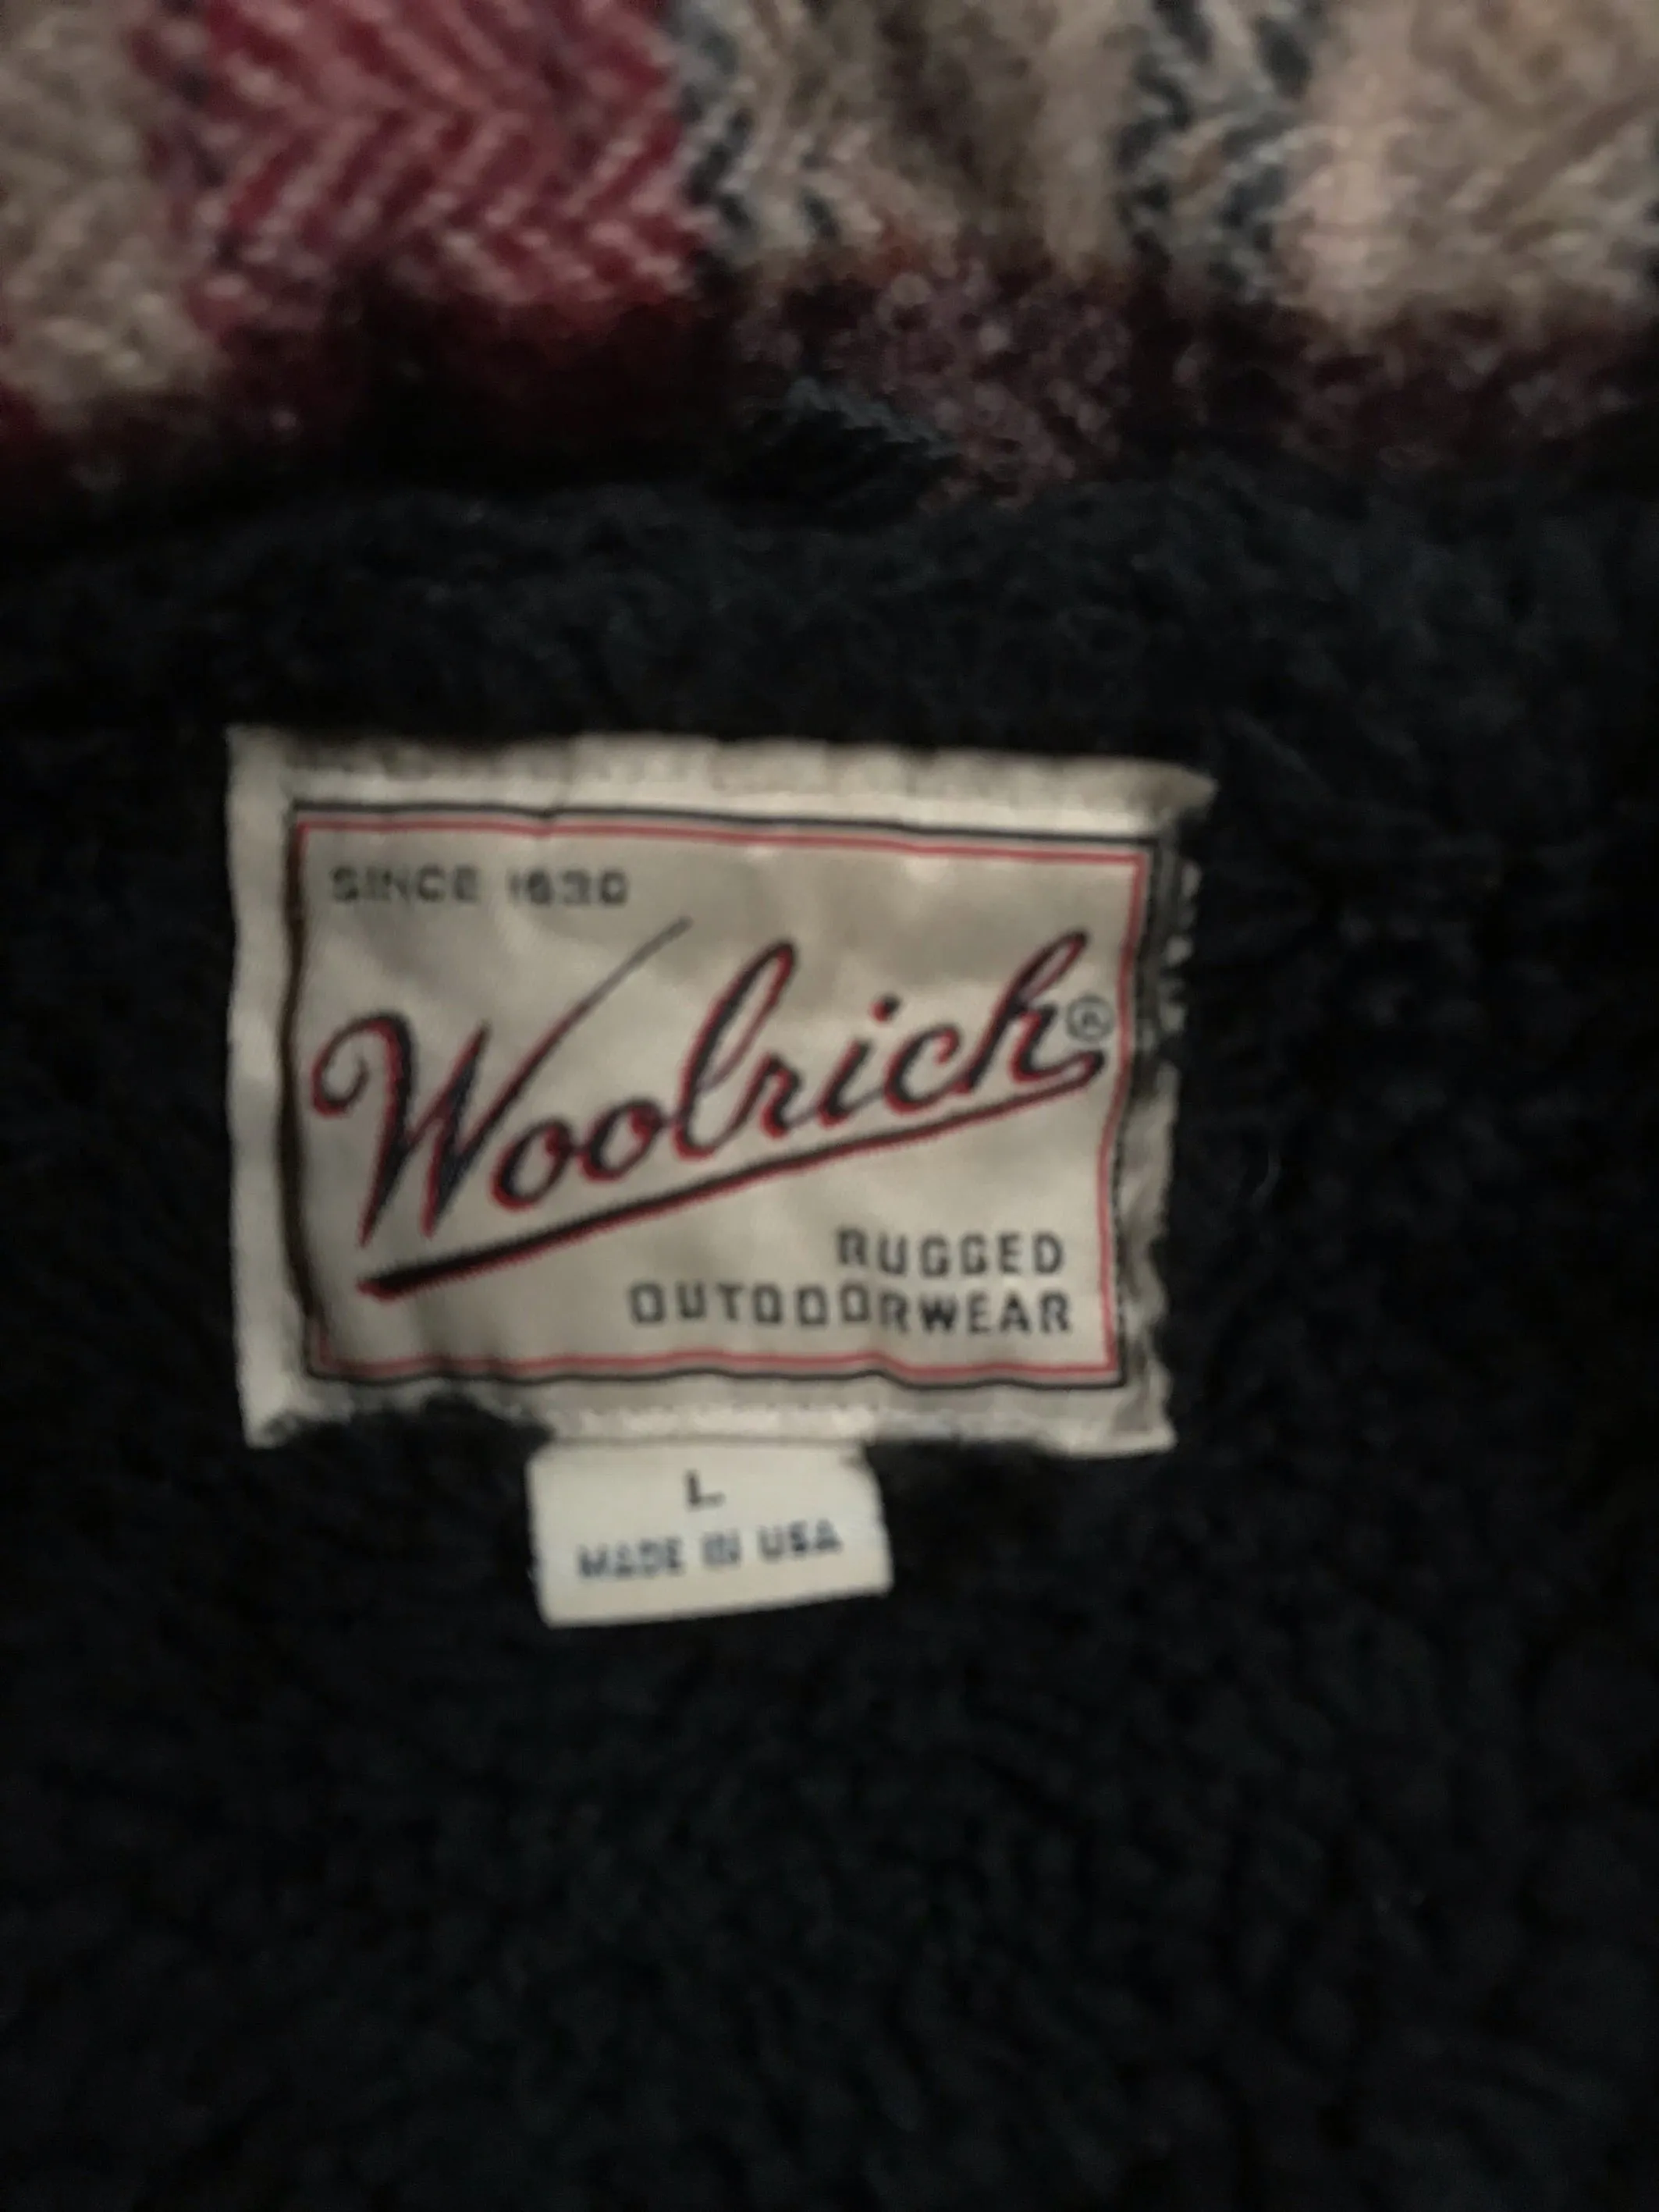 SINCE 1830
Woolrich®
RUGGED
OUTDOORWEAR
L
MADE IN USA